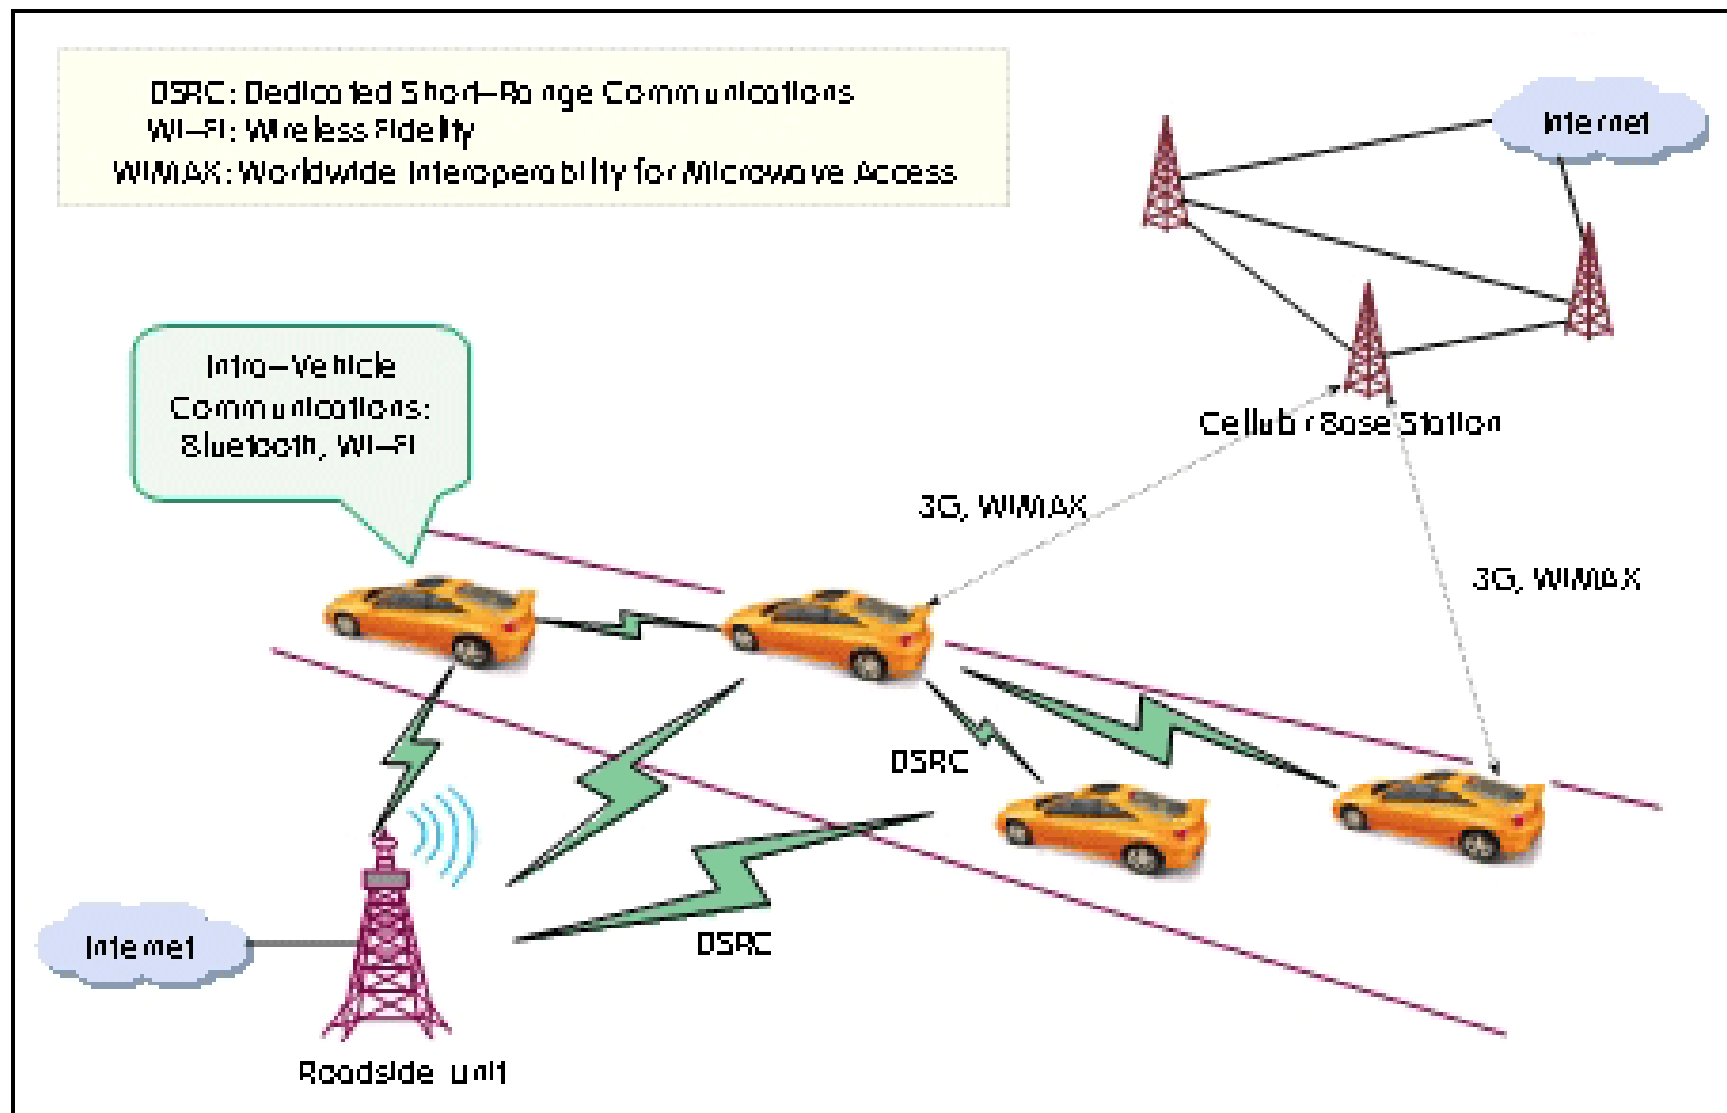 DSRC: Dedicated Short-Range Communications
Wi-Fi: Wireless Fidelity
WiMAX: Worldwide Interoperability for Microwave Access
Internet
Intra-Vehicle
Communications:
Bluetooth, Wi-Fi
Cellular Base Station
3G, WiMAX
3G, WiMAX
DSRC
DSRC
Internet
Roadside unit